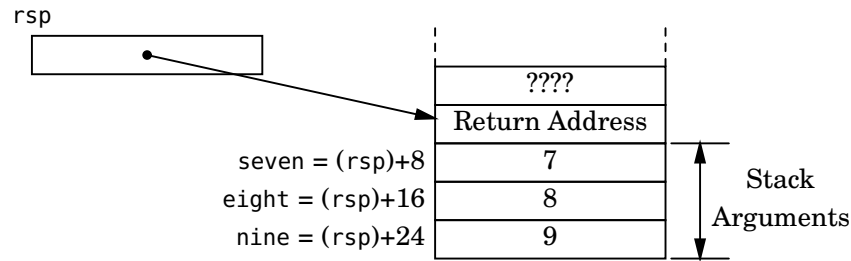 rsp
????
Return Address
seven = (rsp)+8 7
eight = (rsp)+16 8
nine = (rsp)+24 9
Stack
Arguments